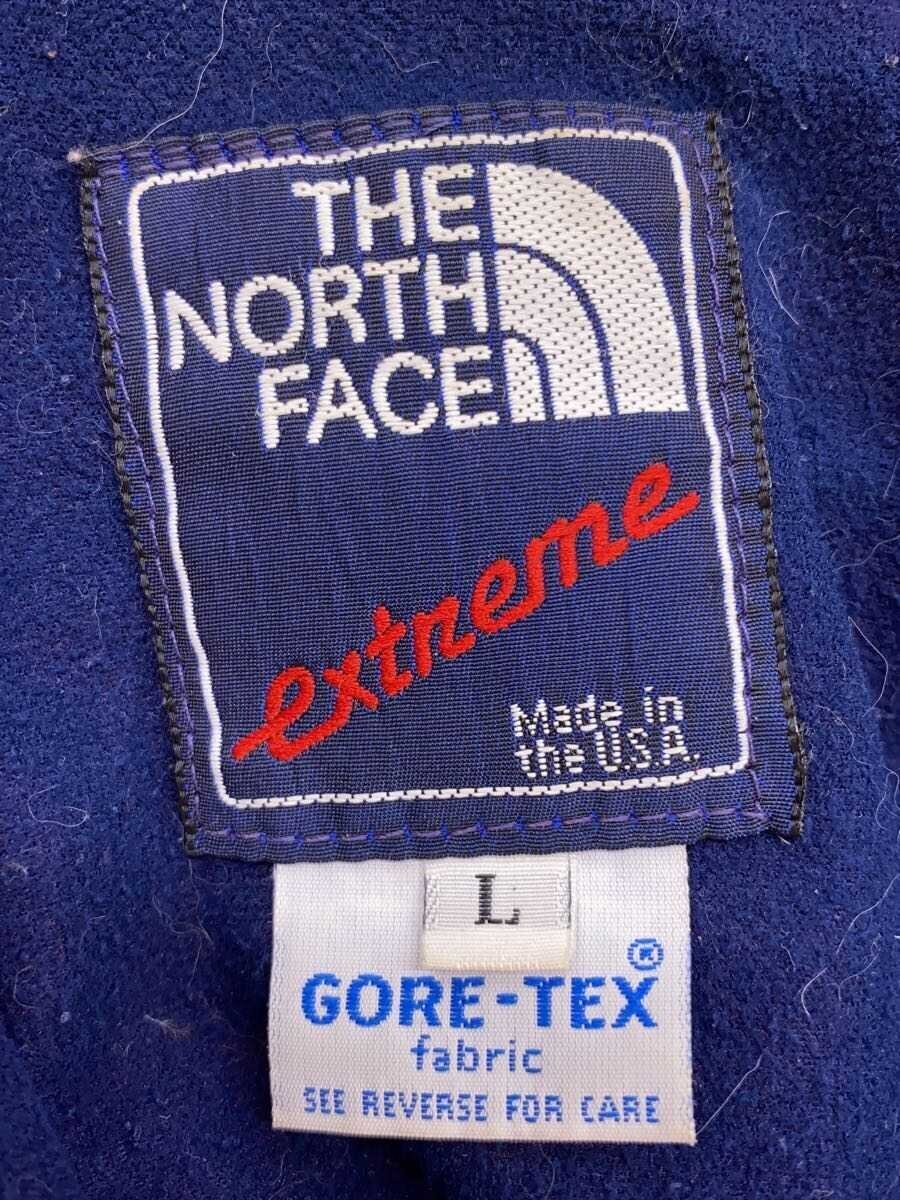 THE
NORTH
FACE
extreme
Made in
the U.S.A.
L
GORE-TEX®
fabric
SEE REVERSE FOR CARE